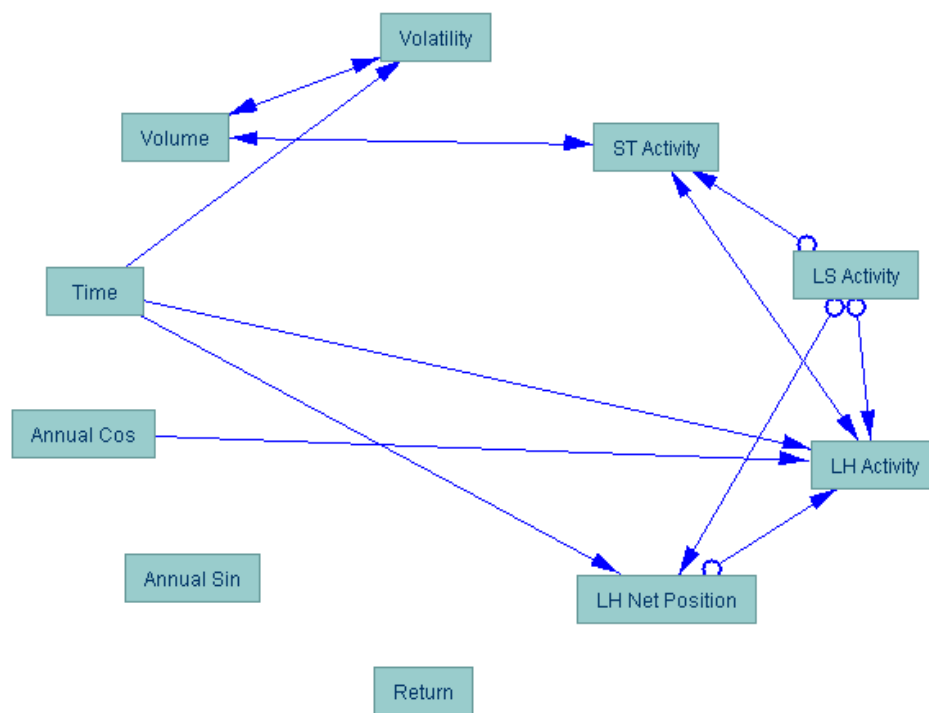 Volatility
Volume
ST Activity
LS Activity
Time
Annual Cos
LH Activity
Annual Sin
LH Net Position
Return